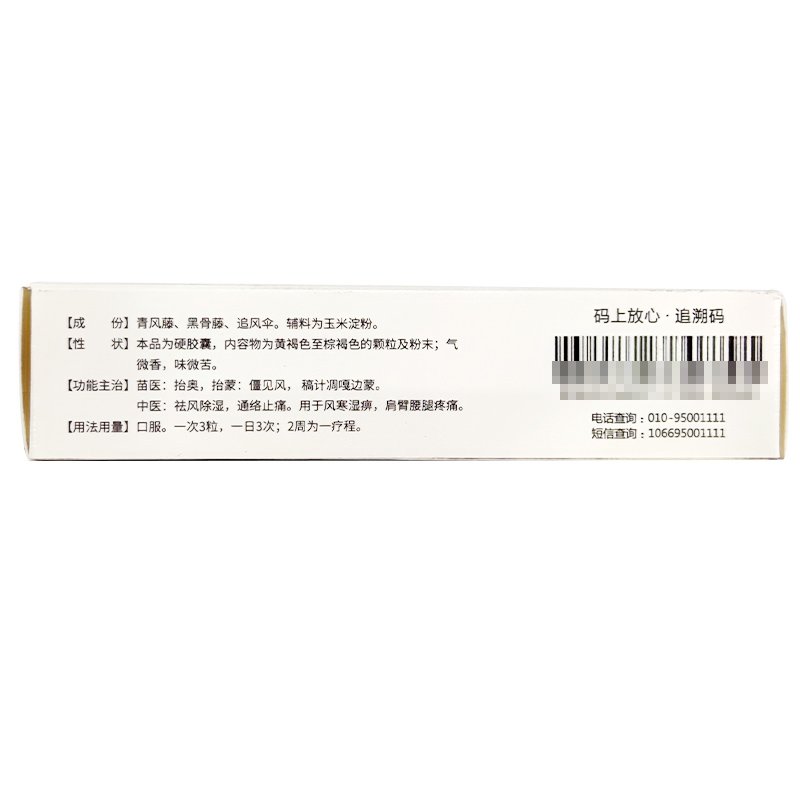 【成　份】青风藤、黑骨藤、追风伞。辅料为玉米淀粉。
【性　状】本品为硬胶囊，内容物为黄褐色至棕褐色的颗粒及粉末；气
微香，味微苦。
【功能主治】苗医：抬奥，抬蒙：僵见风，稿计凋嘎边蒙。
中医：祛风除湿，通络止痛。用于风寒湿痹，肩臂腰腿疼痛。
【用法用量】口服。一次3粒，一日3次；2周为一疗程。
码上放心·追溯码
电话查询：010-95001111
短信查询：106695001111